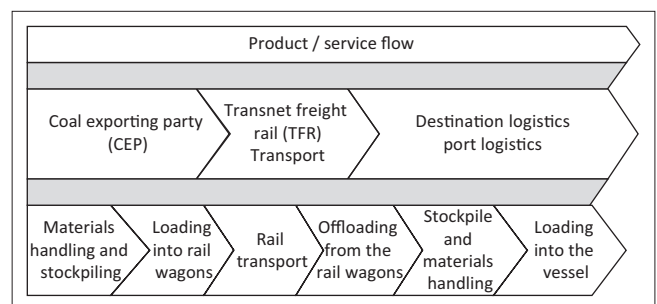 Product / service flow
Coal exporting party
(CEP)
Transnet freight
rail (TFR)
Transport
Destination logistics
port logistics
Materials
handling and
stockpiling
Loading
into rail
wagons
Rail
transport
Offloading
from the
rail wagons
Stockpile
and
materials
handling
Loading
into the
vessel